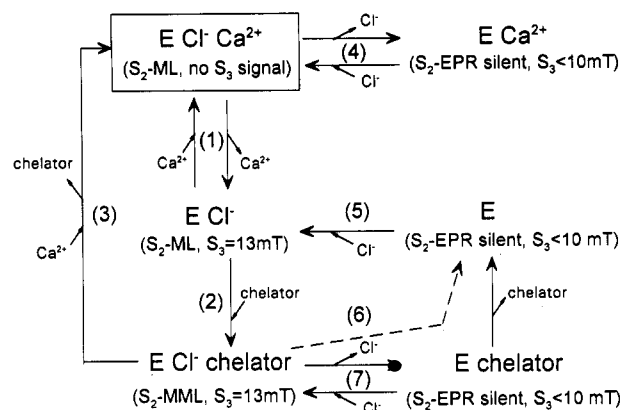 E Cl⁻ Ca²⁺
(S₂-ML, no S₃ signal)
Cl⁻
(4)
Cl⁻
E Ca²⁺
(S₂-EPR silent, S₃<10mT)
(1)
Ca²⁺
Ca²⁺
chelator
(3)
Ca²⁺
E Cl⁻
(S₂-ML, S₃=13mT)
(5)
Cl⁻
E
(S₂-EPR silent, S₃<10 mT)
(2)
chelator
(6)
chelator
E Cl⁻ chelator
(S₂-MML, S₃=13mT)
Cl⁻
(7)
Cl⁻
E chelator
(S₂-EPR silent, S₃<10 mT)